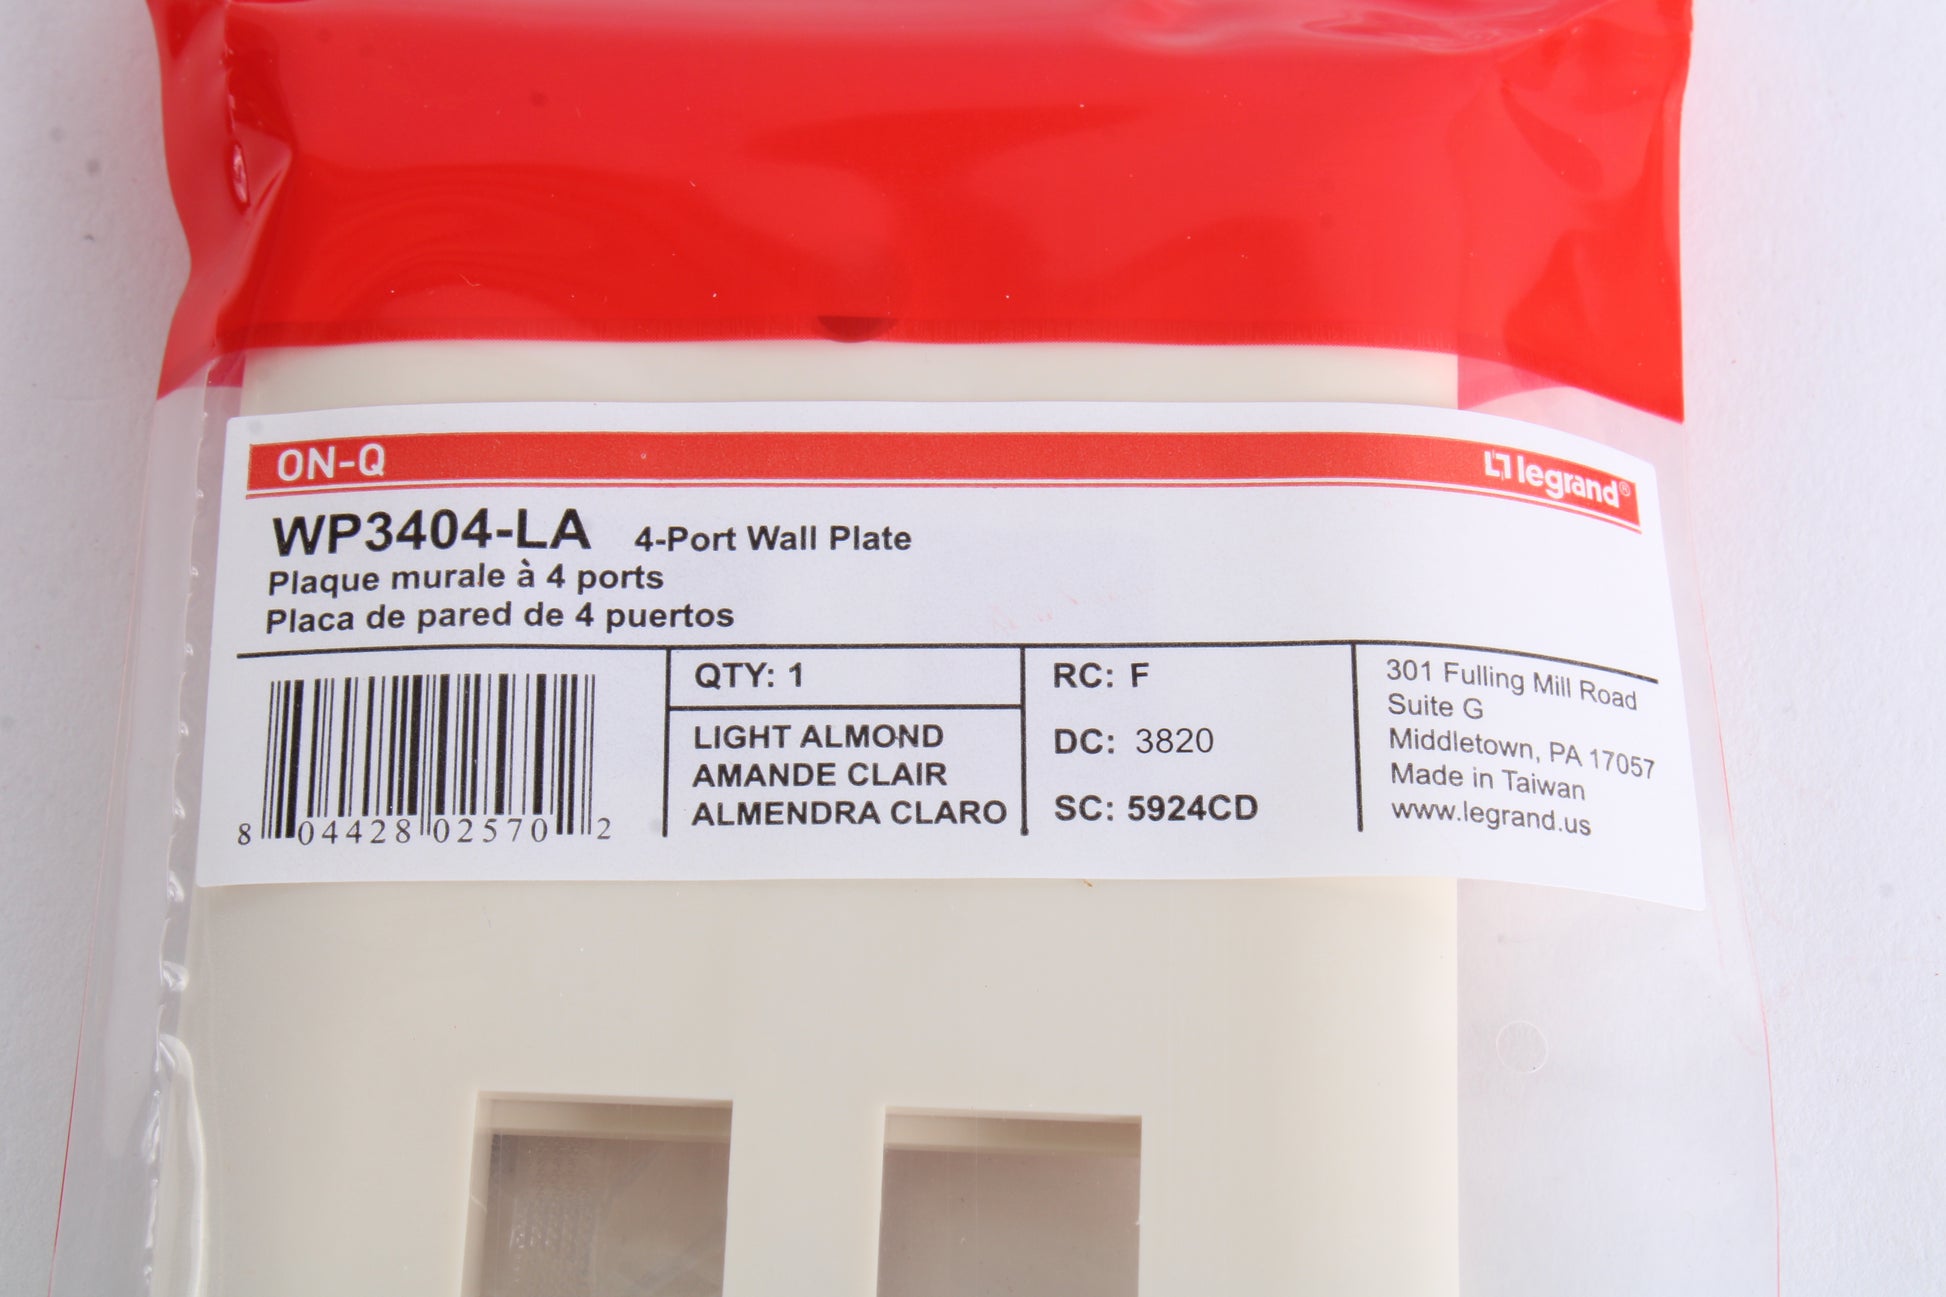 ON-Q
legrand®
WP3404-LA 4-Port Wall Plate
Plaque murale à 4 ports
Placa de pared de 4 puertos
8 04428 02570 2
QTY: 1
LIGHT ALMOND
AMANDE CLAIR
ALMENDRA CLARO
RC: F
DC: 3820
SC: 5924CD
301 Fulling Mill Road
Suite G
Middletown, PA 17057
Made in Taiwan
www.legrand.us